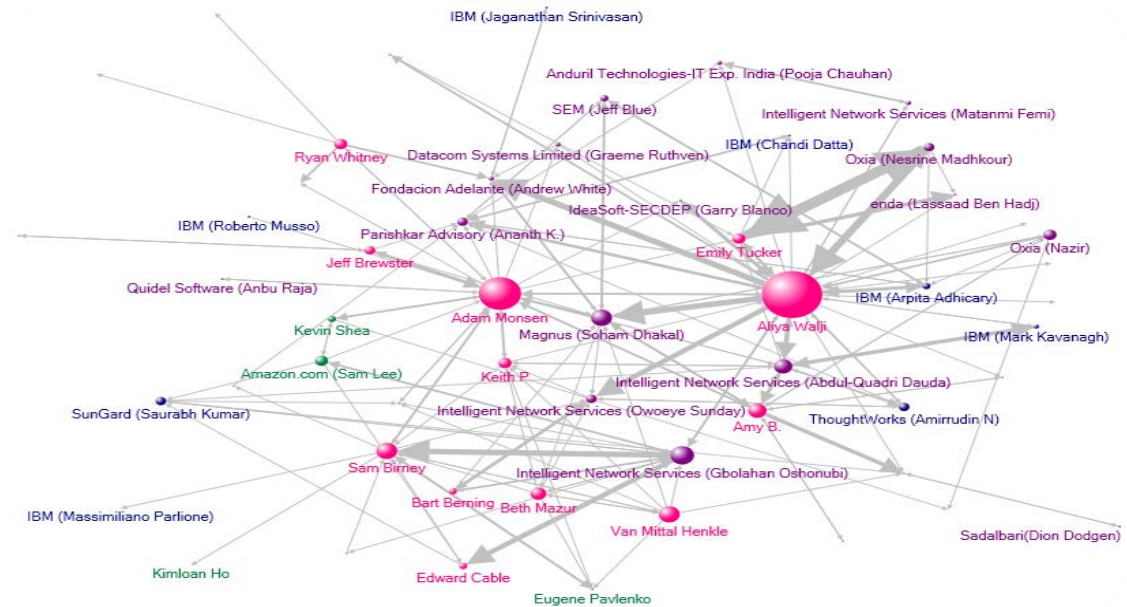 IBM (Jaganathan Srinivasan)
Anduril Technologies-IT Exp. India (Pooja Chauhan)
SEM (Jeff Blue)
Intelligent Network Services (Matanmi Femi)
IBM (Chandi Datta)
Ryan Whitney
Datacom Systems Limited (Graeme Ruthven)
Oxia (Nesrine Madhkour)
Fondacion Adelante (Andrew White)
enda (Lassaad Ben Hadj)
IdeaSoft-SECDEP (Garry Blanco)
IBM (Roberto Musso)
Parishkar Advisory (Ananth K.)
Emily Tucker
Oxia (Nazir)
Jeff Brewster
Quidel Software (Anbu Raja)
IBM (Arpita Adhicary)
Adam Monsen
Aliya Walji
Kevin Shea
Magnus (Soham Dhakal)
IBM (Mark Kavanagh)
Amazon.com (Sam Lee)
Keith P
Intelligent Network Services (Abdul-Quadri Dauda)
SunGard (Saurabh Kumar)
Intelligent Network Services (Owoeye Sunday)
ThoughtWorks (Amirrudin N)
Amy B.
Sam Birney
Intelligent Network Services (Gbolahan Oshonubi)
Bart Berning
Beth Mazur
IBM (Massimiliano Parlione)
Van Mittal Henkle
Sadalbari(Dion Dodgen)
Kimloan Ho
Edward Cable
Eugene Pavlenko